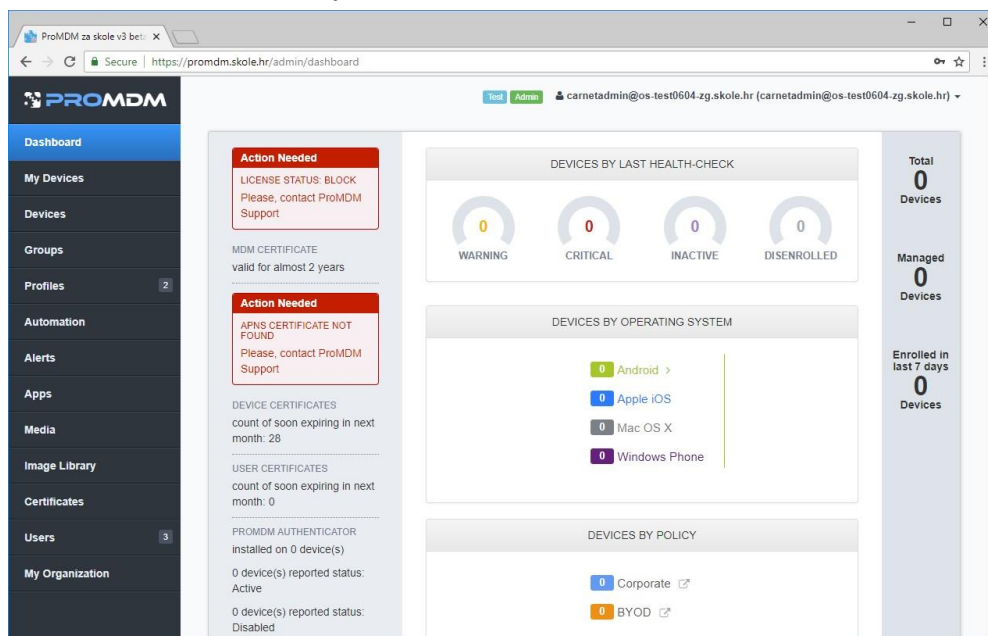 ProMDM za skole v3 bet
Secure | https://promdm.skole.hr/admin/dashboard
PROMDM
Test Admin carnetadmin@os-test0604-zg.skole.hr (carnetadmin@os-test0604-zg.skole.hr)
Dashboard
My Devices
Devices
Groups
Profiles 2
Automation
Alerts
Apps
Media
Image Library
Certificates
Users 3
My Organization
Action Needed
LICENSE STATUS: BLOCK
Please, contact ProMDM
Support
MDM CERTIFICATE
valid for almost 2 years
Action Needed
APNS CERTIFICATE NOT
FOUND
Please, contact ProMDM
Support
DEVICE CERTIFICATES
count of soon expiring in next
month: 28
USER CERTIFICATES
count of soon expiring in next
month: 0
PROMDM AUTHENTICATOR
installed on 0 device(s)
0 device(s) reported status:
Active
0 device(s) reported status:
Disabled
DEVICES BY LAST HEALTH-CHECK
0 0 0 0
WARNING CRITICAL INACTIVE DISENROLLED
DEVICES BY OPERATING SYSTEM
0 Android >
0 Apple iOS
0 Mac OS X
0 Windows Phone
DEVICES BY POLICY
0 Corporate
0 BYOD
Total
0
Devices
Managed
0
Devices
Enrolled in
last 7 days
0
Devices